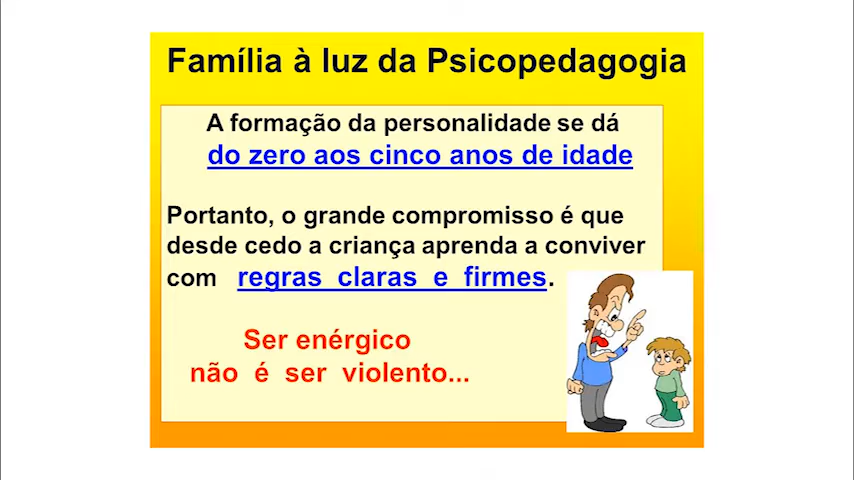 Família à luz da Psicopedagogia
A formação da personalidade se dá
do zero aos cinco anos de idade
Portanto, o grande compromisso é que
desde cedo a criança aprenda a conviver
com regras claras e firmes.
Ser enérgico
não é ser violento...